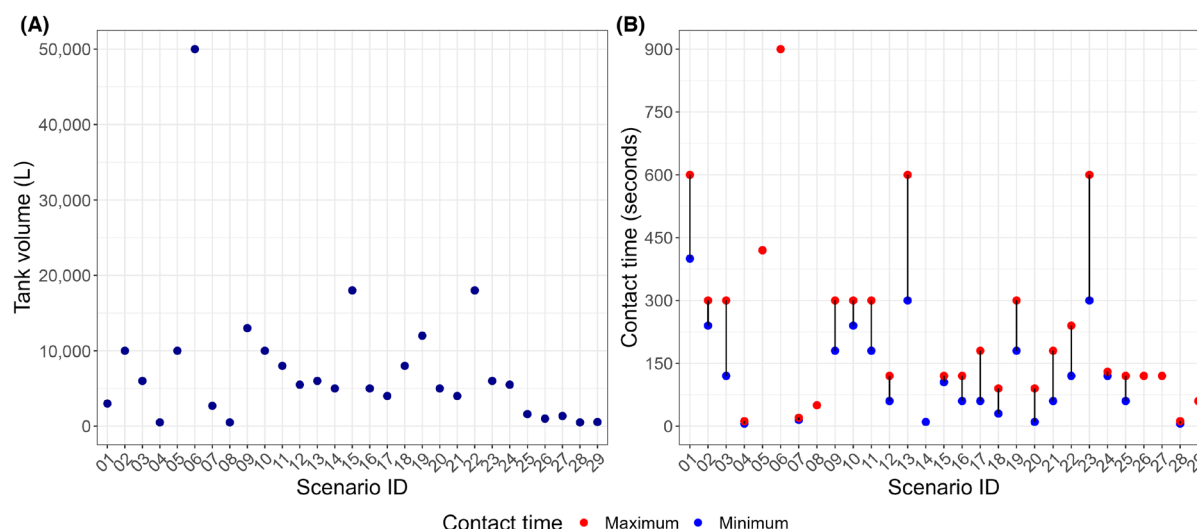 (A)
Tank volume (L)
50,000
40,000
30,000
20,000
10,000
0
01 02 03 04 05 06 07 08 09 10 11 12 13 14 15 16 17 18 19 20 21 22 23 24 25 26 27 28 29
Scenario ID
(B)
Contact time (seconds)
900
750
600
450
300
150
0
01 02 03 04 05 06 07 08 09 10 11 12 13 14 15 16 17 18 19 20 21 22 23 24 25 26 27 28
Scenario ID
Contact time Maximum Minimum